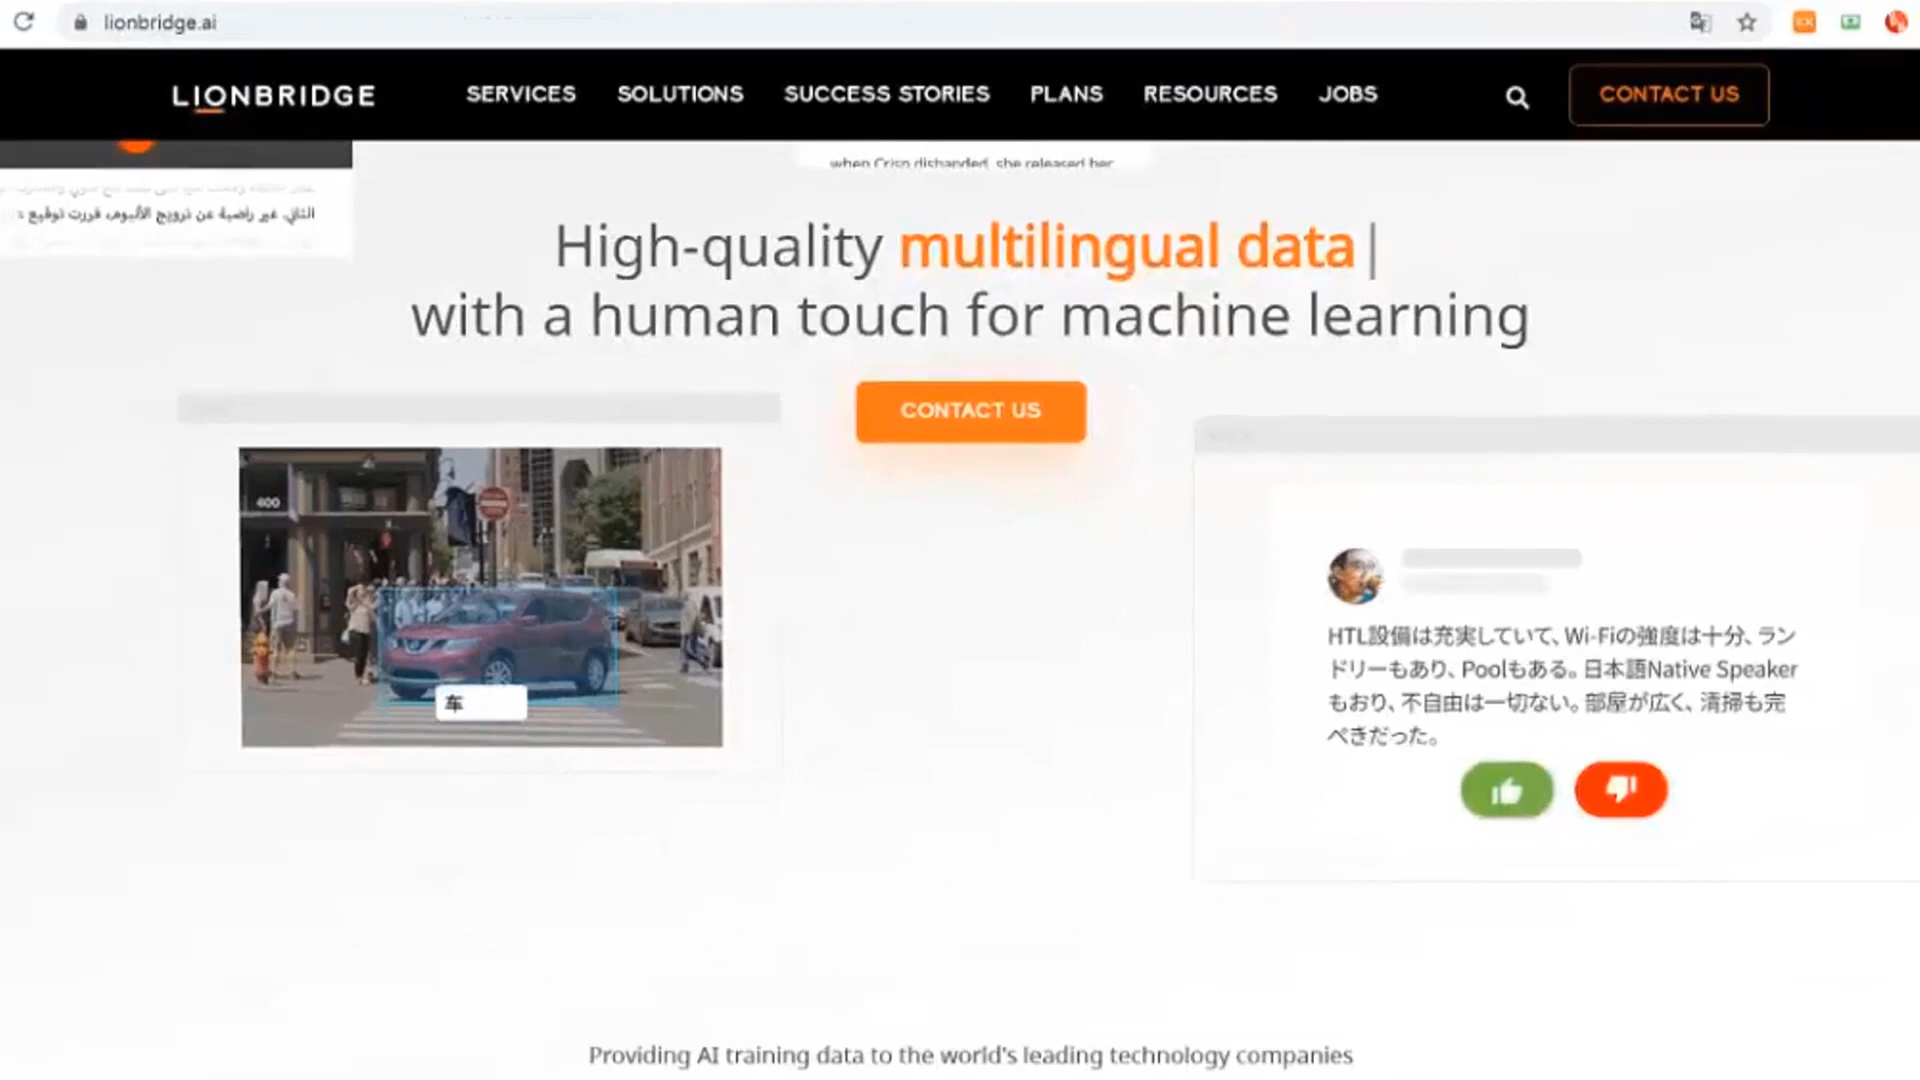 lionbridge.ai
LIONBRIDGE SERVICES SOLUTIONS SUCCESS STORIES PLANS RESOURCES JOBS CONTACT US
when Crisp disbanded, she released her
الثاني. غير راضية عن ترويج الألبوم، قررت توقيع
High-quality multilingual data|
with a human touch for machine learning
CONTACT US
400
车
HTL設備は充実していて、Wi-Fiの強度は十分、ラン
ドリーもあり、Poolもある。日本語Native Speaker
もおり、不自由は一切ない。部屋が広く、清掃も完
ぺきだった。
Providing AI training data to the world's leading technology companies